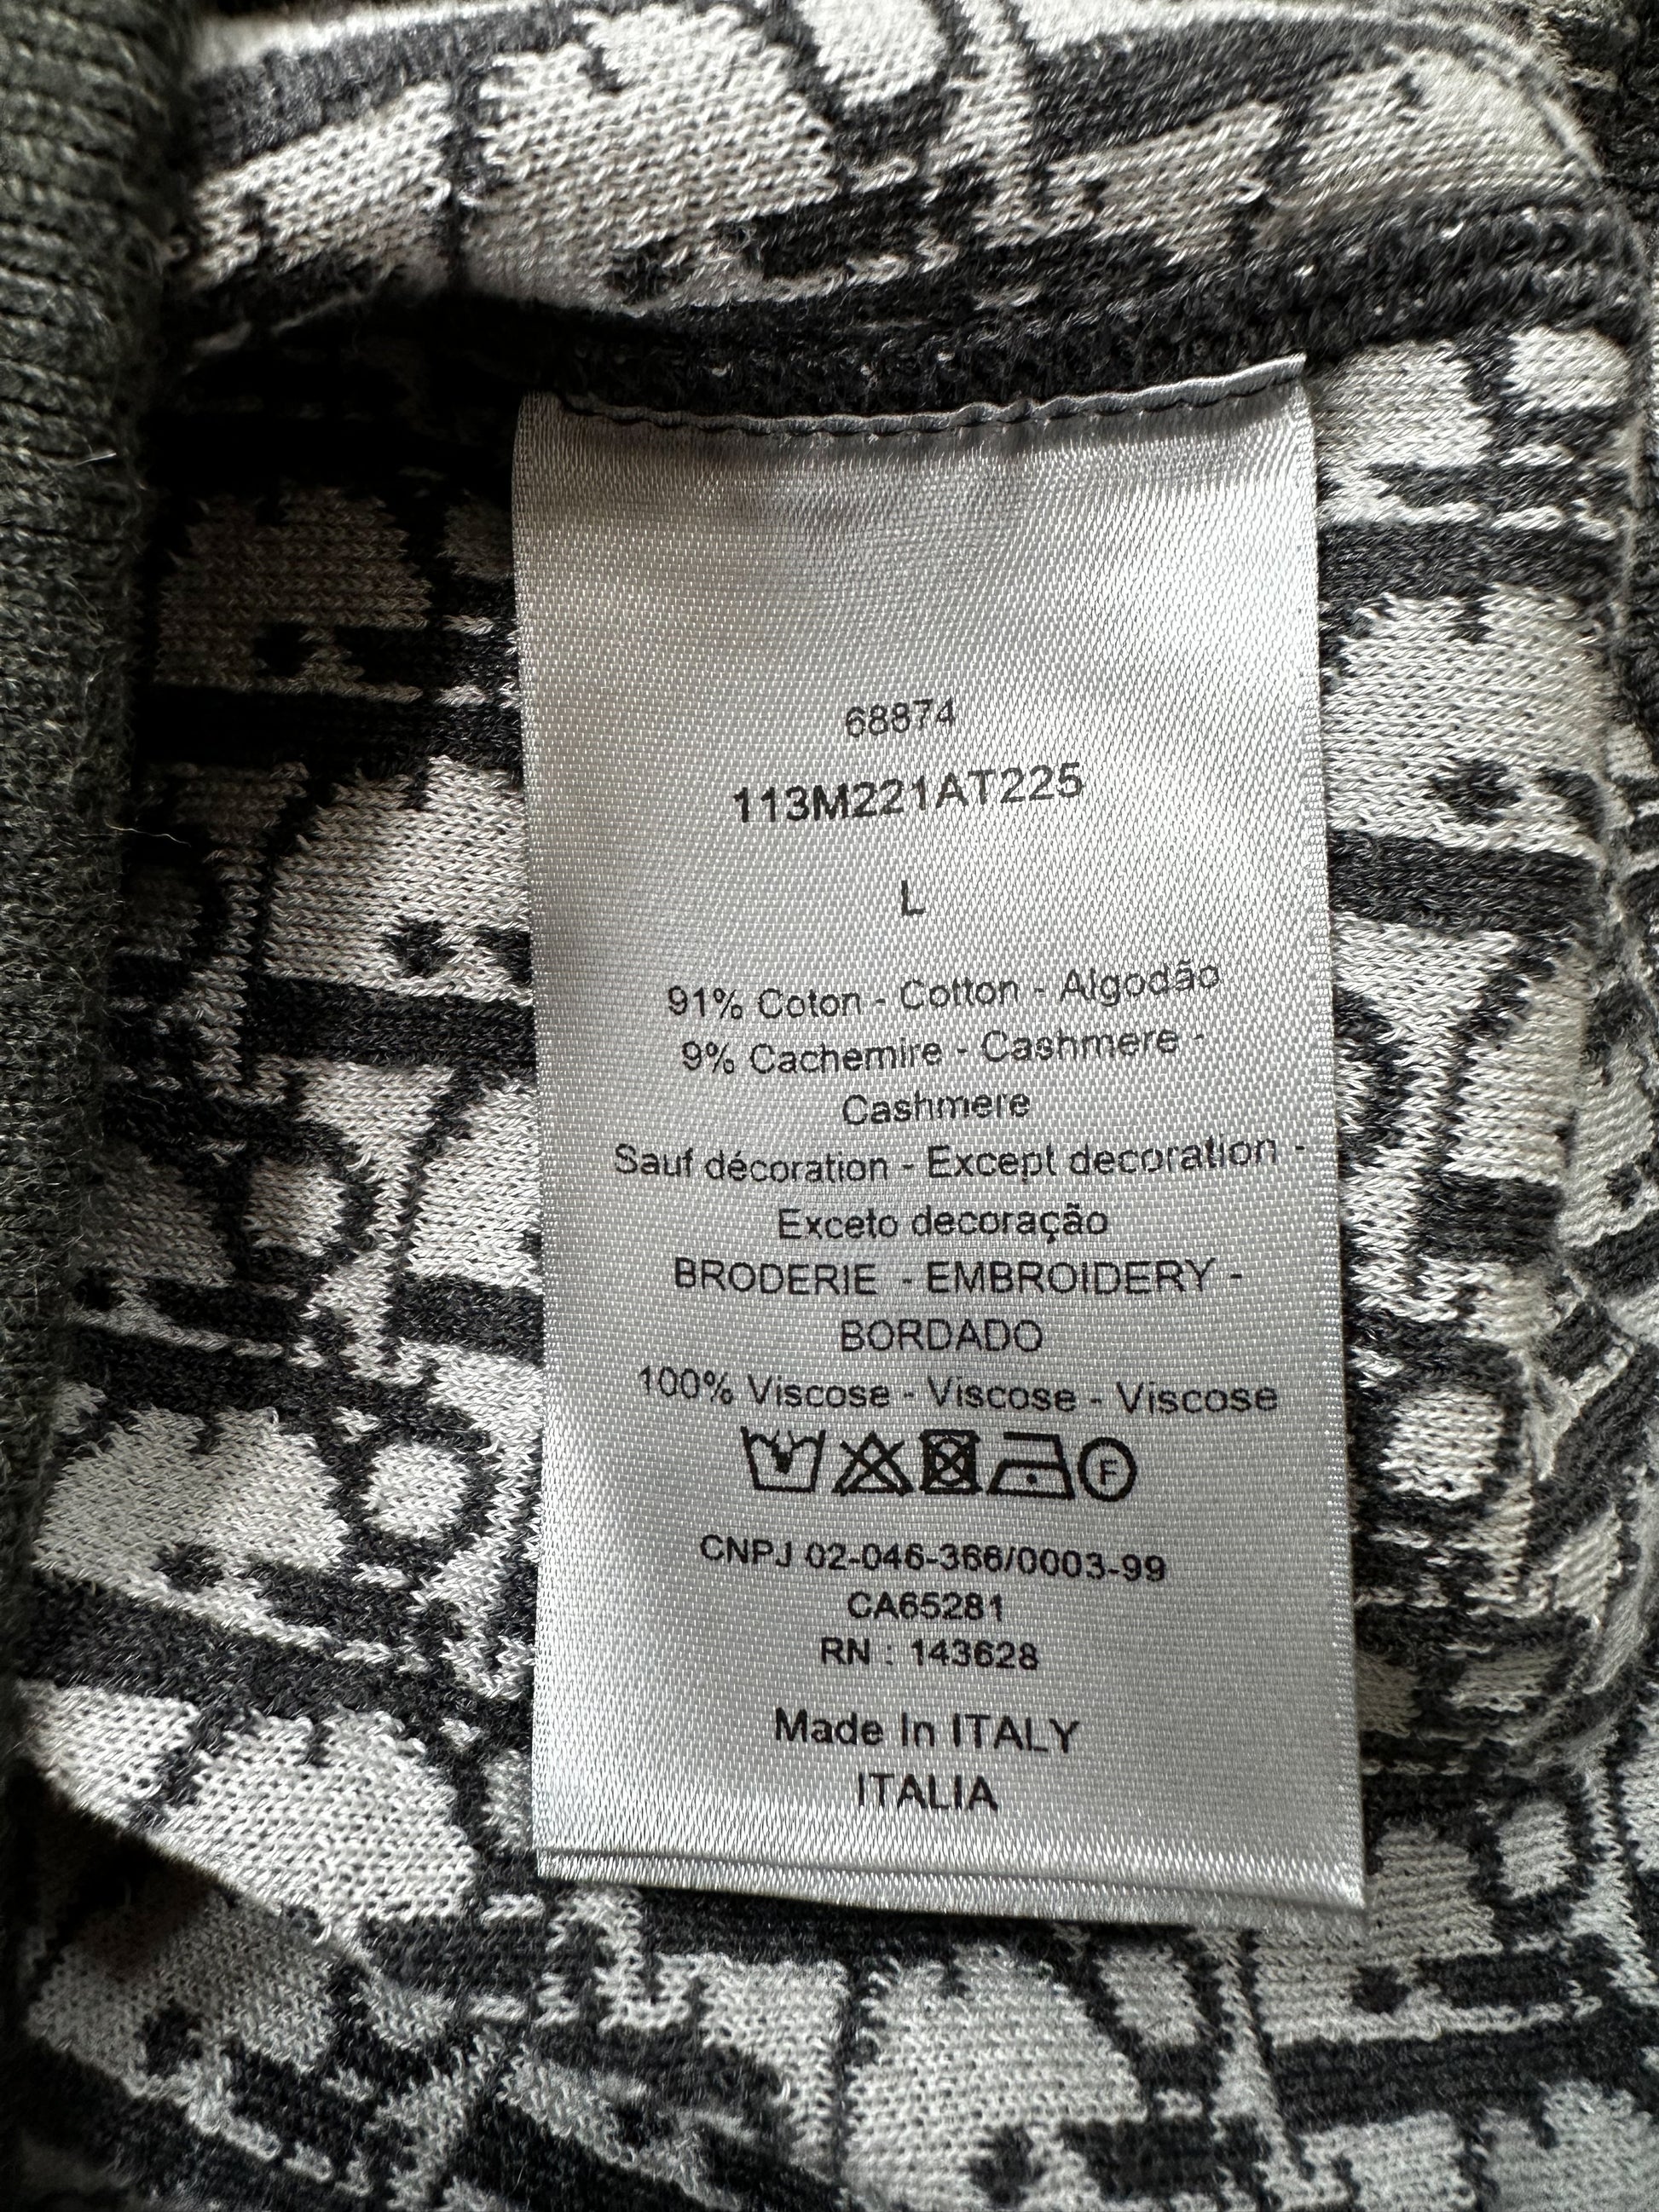 68874
113M221AT225
L
91% Coton - Cotton - Algodão
9% Cachemire - Cashmere -
Cashmere
Sauf décoration - Except decoration -
Exceto decoração
BRODERIE - EMBROIDERY -
BORDADO
100% Viscose - Viscose - Viscose
F
CNPJ 02-046-366/0003-99
CA65281
RN : 143628
Made In ITALY
ITALIA